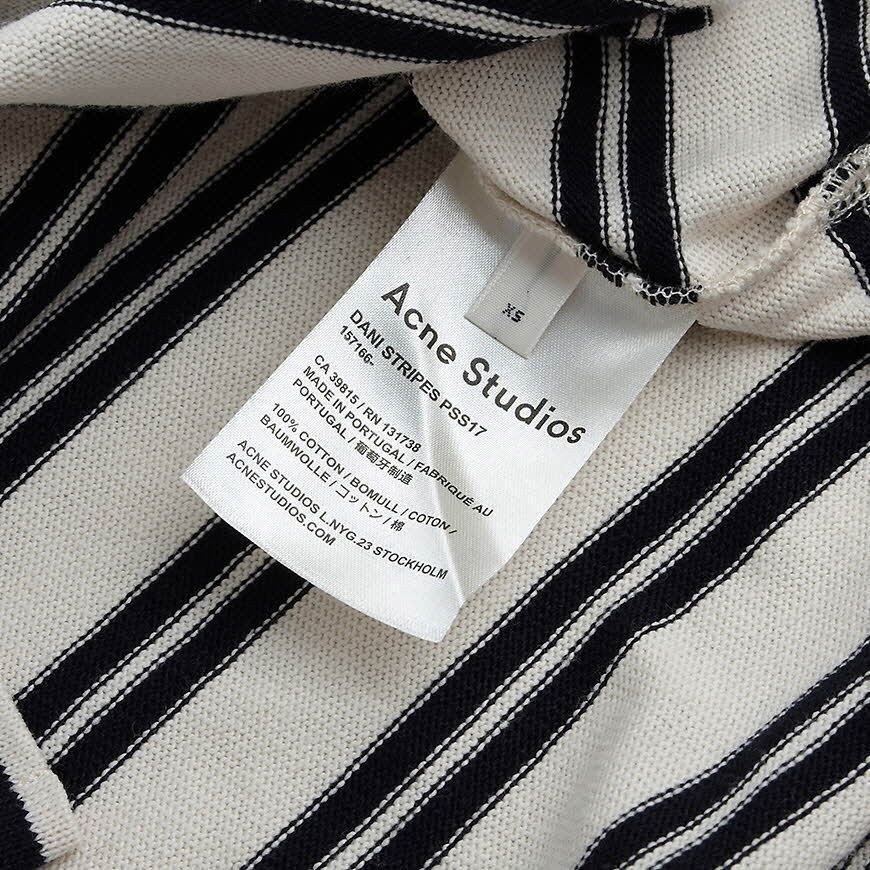 XS
Acne Studios
DANI STRIPES PSS17
157166-
CA 39815 / RN 131738
MADE IN PORTUGAL / FABRIQUÉ AU
PORTUGAL / 葡萄牙制造
100% COTTON / BOMULL / COTON /
BAUMWOLLE / コットン / 棉
ACNE STUDIOS L.NYG.23 STOCKHOLM
ACNESTUDIOS.COM